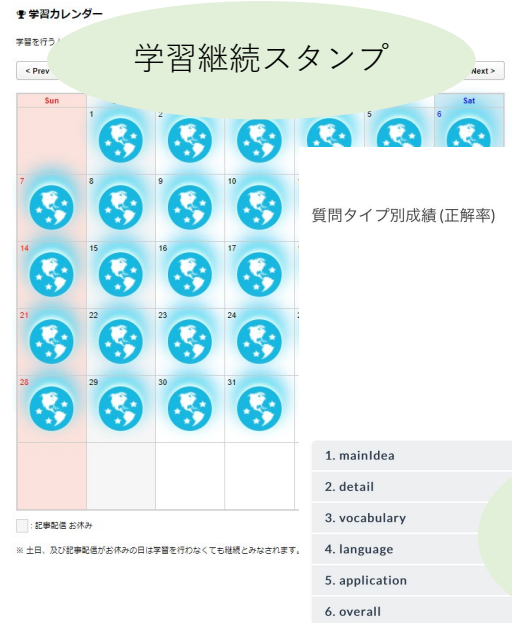 学習カレンダー
学習を行う
学習継続スタンプ
< Prev
Next >
Sun
Sat
1
2
5
6
7
8
9
10
14
15
16
17
21
22
23
24
28
29
30
31
: 記事配信 お休み
※ 土日、及び記事配信がお休みの日は学習を行わなくても継続とみなされます。
質問タイプ別成績(正解率)
1. mainIdea
2. detail
3. vocabulary
4. language
5. application
6. overall